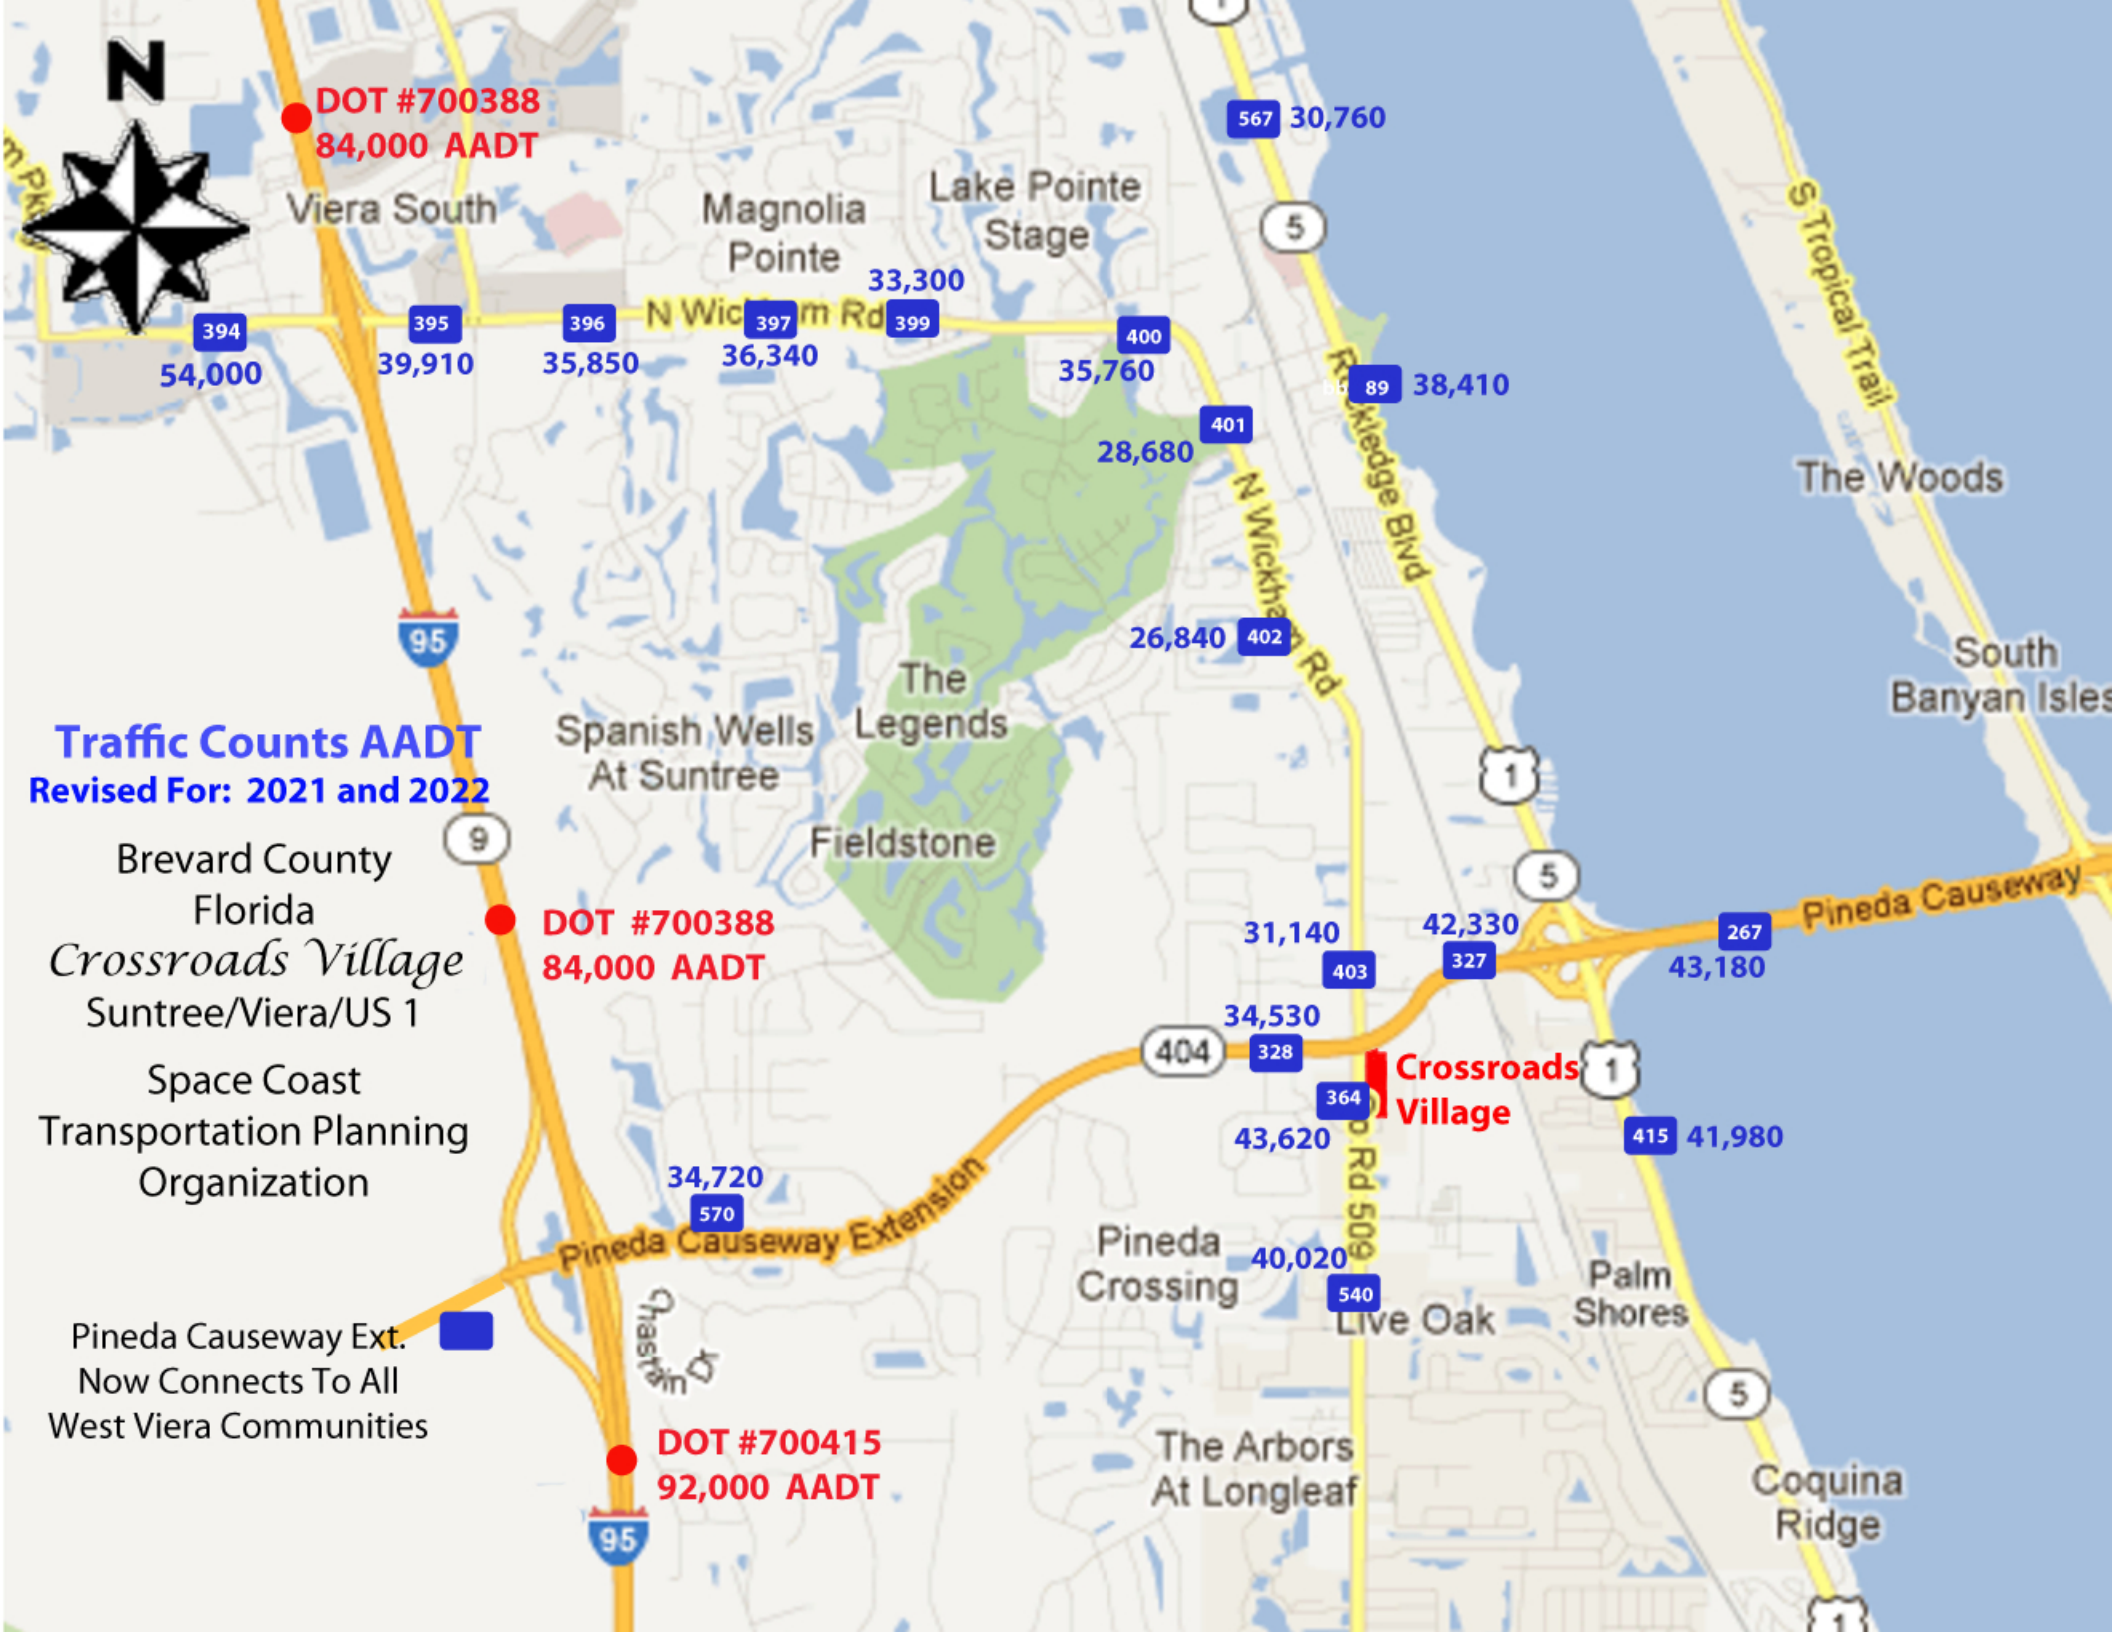 N
DOT #700388
84,000 AADT
Viera South
Magnolia
Pointe
Lake Pointe
Stage
567
30,760
5
S Tropical Trail
394
54,000
395
39,910
396
35,850
N Wic
m Rd
397
36,340
33,300
399
400
35,760
401
28,680
89
38,410
Rockledge Blvd
N Wickham Rd
402
26,840
The Woods
South
Banyan Isles
95
The
Legends
Spanish Wells
At Suntree
Fieldstone
1
5
Traffic Counts AADT
Revised For: 2021 and 2022
9
Brevard County
Florida
Crossroads Village
Suntree/Viera/US 1
Space Coast
Transportation Planning
Organization
DOT #700388
84,000 AADT
31,140
403
42,330
327
267
43,180
Pineda Causeway
34,530
404
328
364
43,620
Crossroads
Village
1
415
41,980
Rd 509
34,720
570
Pineda Causeway Extension
Pineda
Crossing
40,020
540
Live Oak
Palm
Shores
Chastain Dr
Pineda Causeway Ext.
Now Connects To All
West Viera Communities
5
DOT #700415
92,000 AADT
95
The Arbors
At Longleaf
Coquina
Ridge
1